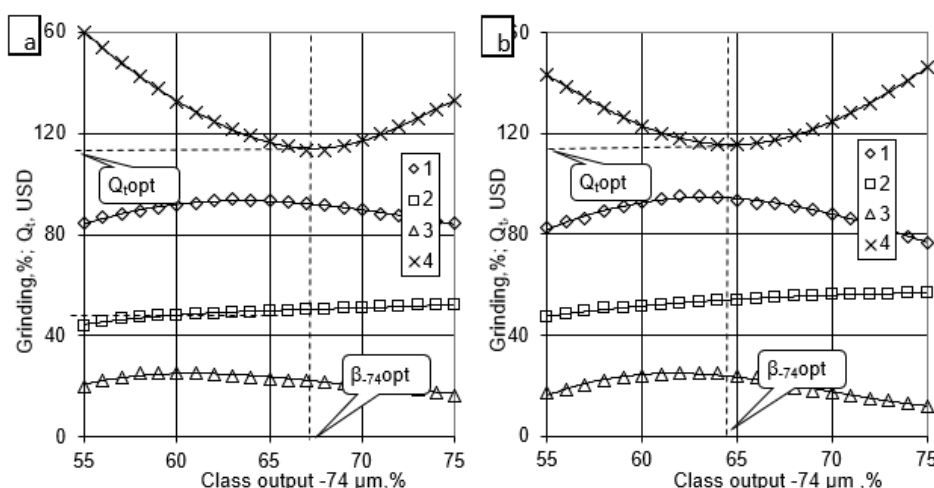 a
60
120
80
40
0
Grinding,%; Qt, USD
Qtopt
1
2
3
4
β-74opt
55
60
65
70
75
Class output -74 µm,%
b
60
120
80
40
0
Grinding,%; Qt, USD
Qtopt
1
2
3
4
β-74opt
55
60
65
70
75
Class output -74 µm ,%